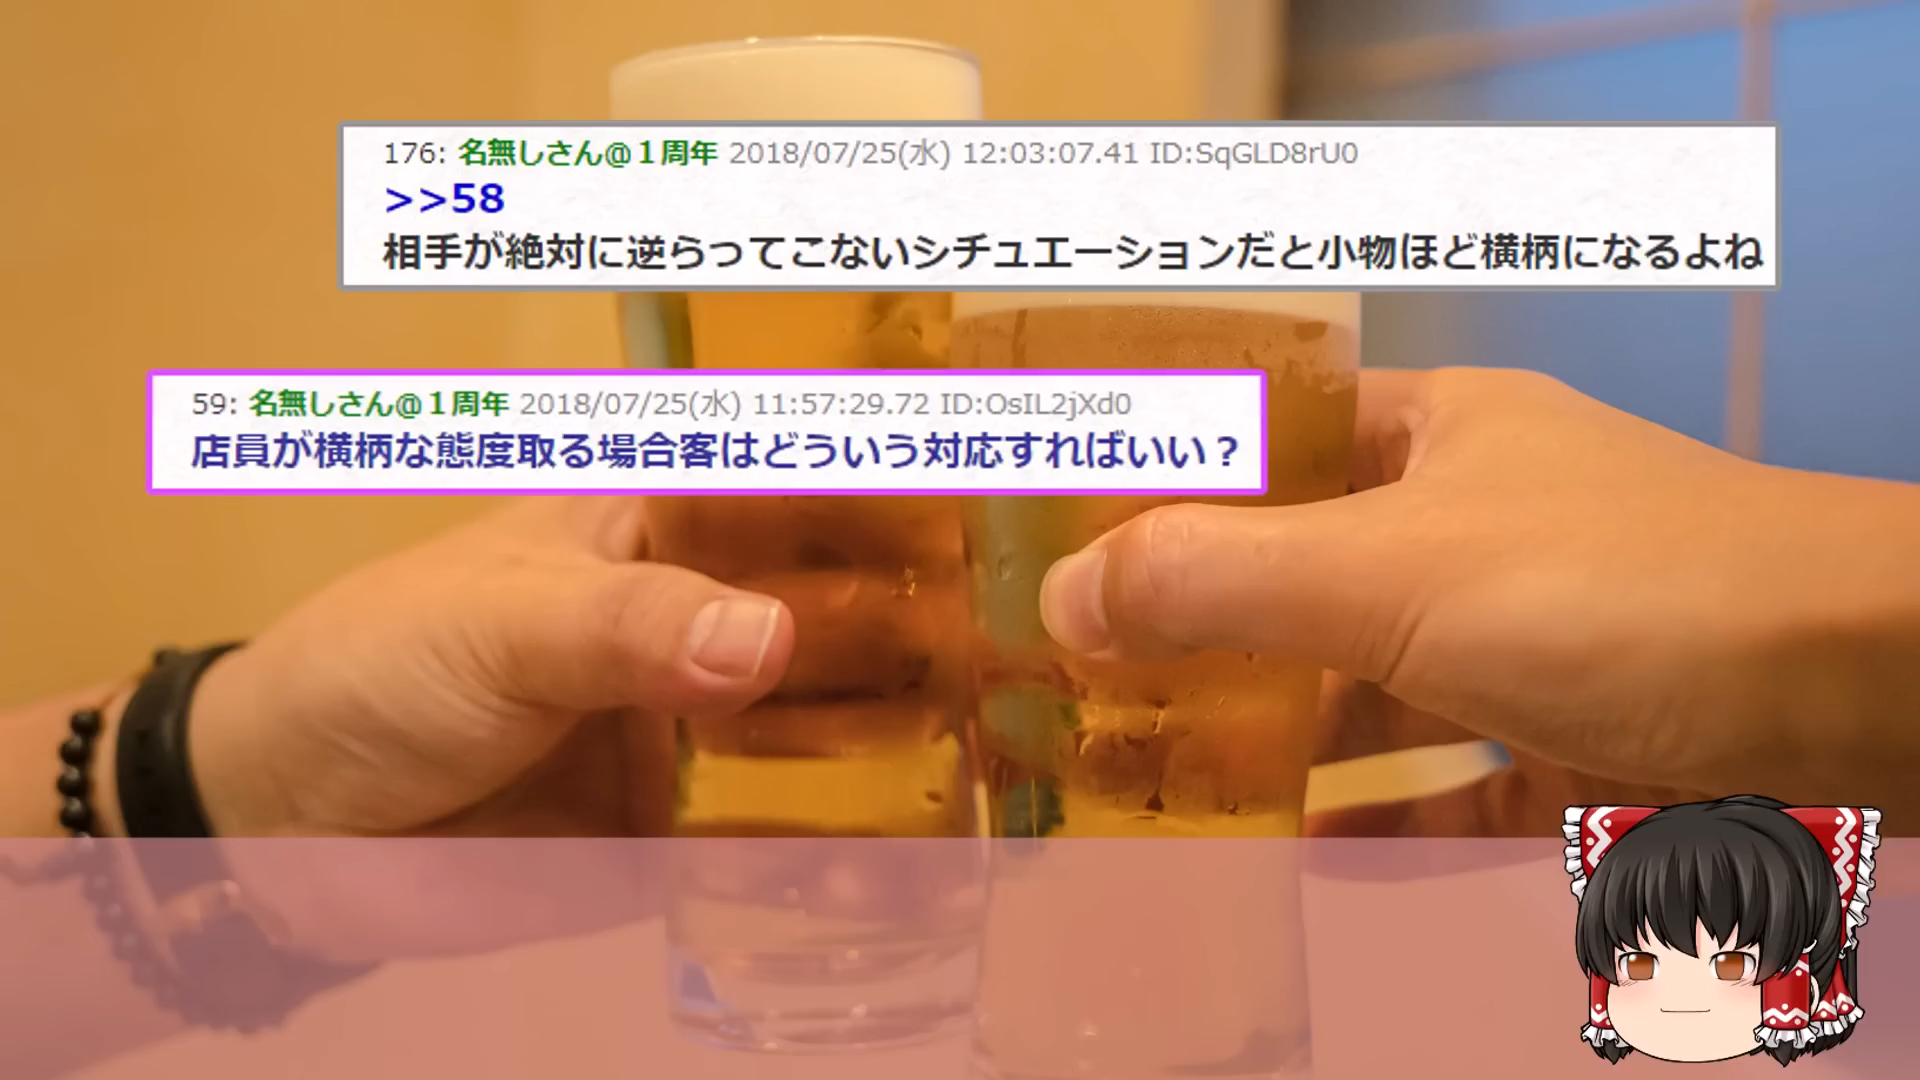 176: 名無しさん@１周年 2018/07/25(水) 12:03:07.41 ID:SqGLD8rU0
>>58
相手が絶対に逆らってこないシチュエーションだと小物ほど横柄になるよね
59: 名無しさん@１周年 2018/07/25(水) 11:57:29.72 ID:OsIL2jXd0
店員が横柄な態度取る場合客はどういう対応すればいい？